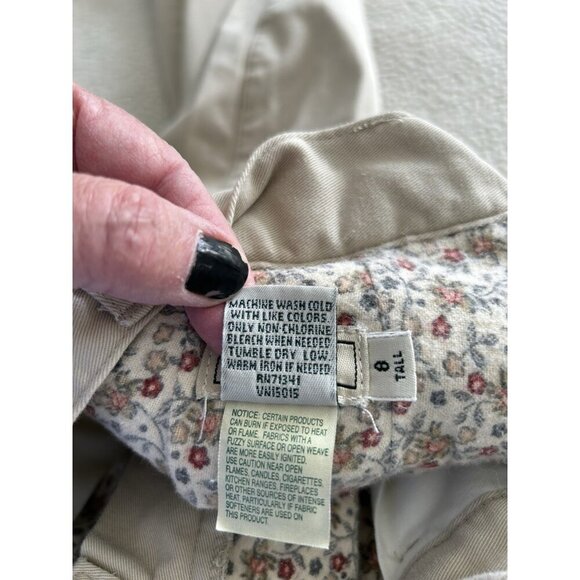 MACHINE WASH COLD
WITH LIKE COLORS.
ONLY NON-CHLORINE
BLEACH WHEN NEEDED
TUMBLE DRY LOW.
WARM IRON IF NEEDED
RN71341
VN15015
8
TALL
NOTICE: CERTAIN PRODUCTS
CAN BURN IF EXPOSED TO HEAT
OR FLAME. FABRICS WITH A
FUZZY SURFACE OR OPEN WEAVE
ARE MORE EASILY IGNITED.
USE CAUTION NEAR OPEN
FLAMES, CANDLES, CIGARETTES,
KITCHEN RANGES, FIREPLACES
OR OTHER SOURCES OF INTENSE
HEAT, PARTICULARLY IF FABRIC
SOFTENERS ARE USED ON
THIS PRODUCT.